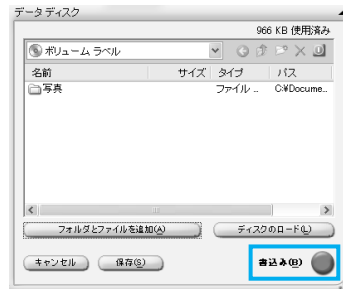 データ ディスク
966 KB 使用済み
ボリューム ラベル
名前 サイズ タイプ パス
写真 ファイル ... C:¥Docume...
フォルダとファイルを追加(A) ディスクのロード(L)
キャンセル 保存(S) 書込み(B)